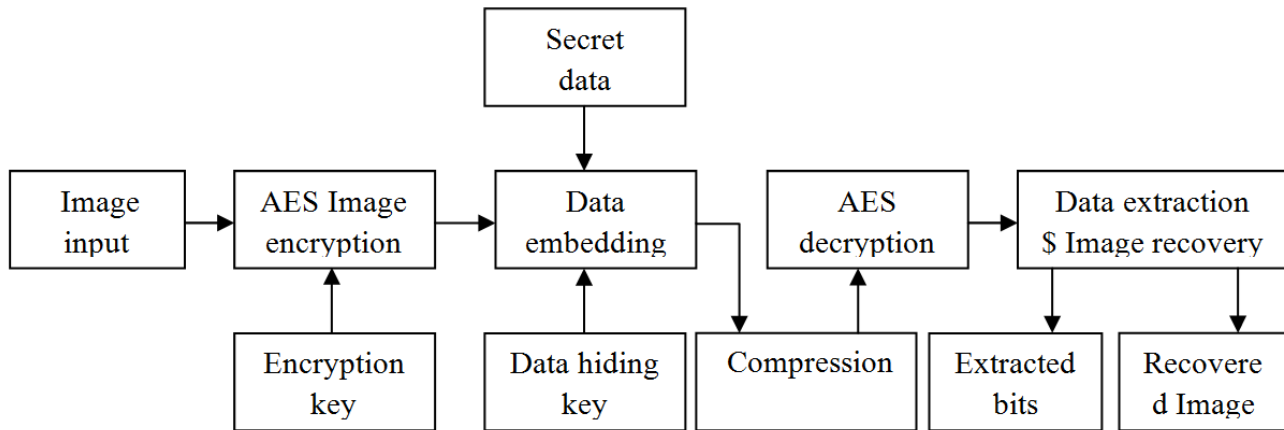 Secret
data
Image
input
AES Image
encryption
Data
embedding
AES
decryption
Data extraction
$ Image recovery
Encryption
key
Data hiding
key
Compression
Extracted
bits
Recovere
d Image